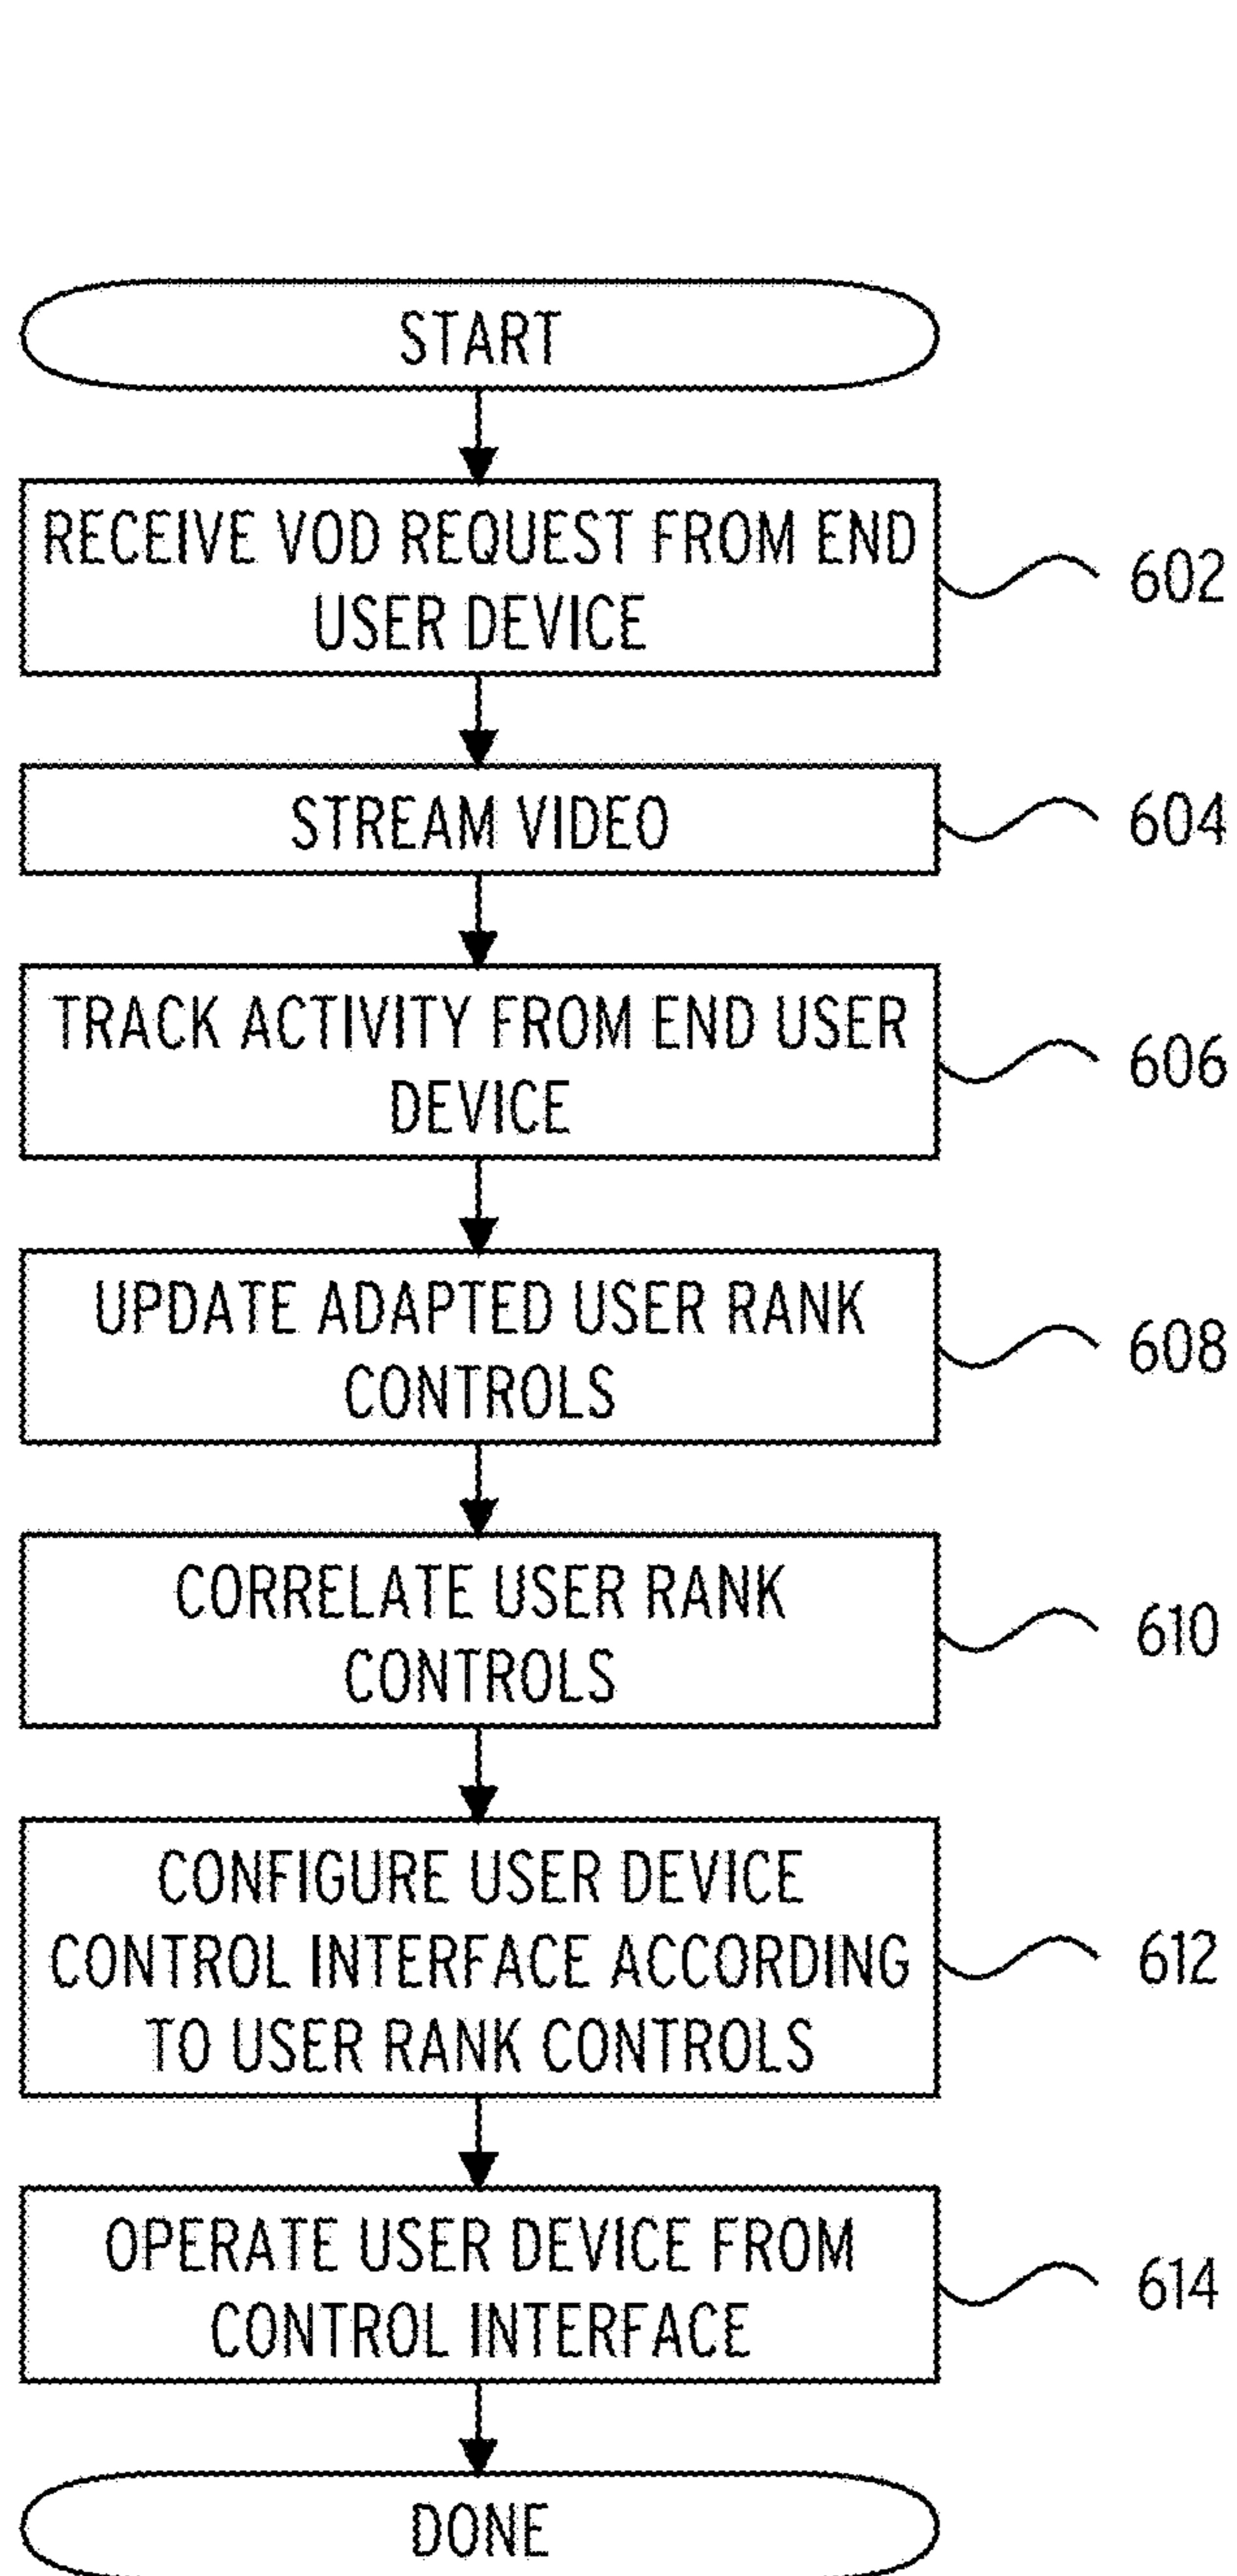 START
RECEIVE VOD REQUEST FROM END
USER DEVICE
602
STREAM VIDEO
604
TRACK ACTIVITY FROM END USER
DEVICE
606
UPDATE ADAPTED USER RANK
CONTROLS
608
CORRELATE USER RANK
CONTROLS
610
CONFIGURE USER DEVICE
CONTROL INTERFACE ACCORDING
TO USER RANK CONTROLS
612
OPERATE USER DEVICE FROM
CONTROL INTERFACE
614
DONE